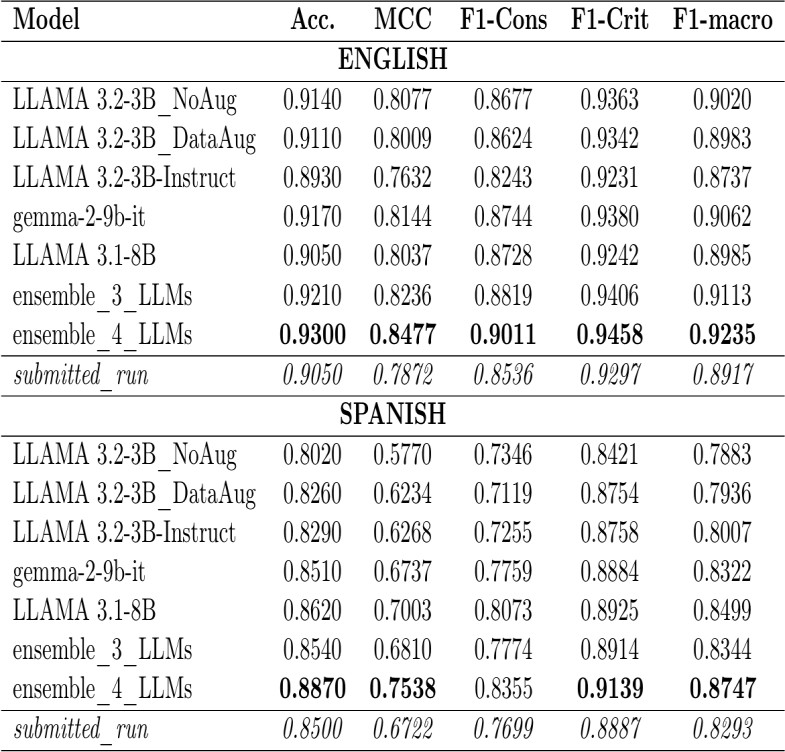 Model Acc. MCC F1-Cons F1-Crit F1-macro
ENGLISH
LLAMA 3.2-3B_NoAug 0.9140 0.8077 0.8677 0.9363 0.9020
LLAMA 3.2-3B_DataAug 0.9110 0.8009 0.8624 0.9342 0.8983
LLAMA 3.2-3B-Instruct 0.8930 0.7632 0.8243 0.9231 0.8737
gemma-2-9b-it 0.9170 0.8144 0.8744 0.9380 0.9062
LLAMA 3.1-8B 0.9050 0.8037 0.8728 0.9242 0.8985
ensemble_3_LLMs 0.9210 0.8236 0.8819 0.9406 0.9113
ensemble_4_LLMs 0.9300 0.8477 0.9011 0.9458 0.9235
submitted_run 0.9050 0.7872 0.8536 0.9297 0.8917
SPANISH
LLAMA 3.2-3B_NoAug 0.8020 0.5770 0.7346 0.8421 0.7883
LLAMA 3.2-3B_DataAug 0.8260 0.6234 0.7119 0.8754 0.7936
LLAMA 3.2-3B-Instruct 0.8290 0.6268 0.7255 0.8758 0.8007
gemma-2-9b-it 0.8510 0.6737 0.7759 0.8884 0.8322
LLAMA 3.1-8B 0.8620 0.7003 0.8073 0.8925 0.8499
ensemble_3_LLMs 0.8540 0.6810 0.7774 0.8914 0.8344
ensemble_4_LLMs 0.8870 0.7538 0.8355 0.9139 0.8747
submitted_run 0.8500 0.6722 0.7699 0.8887 0.8293